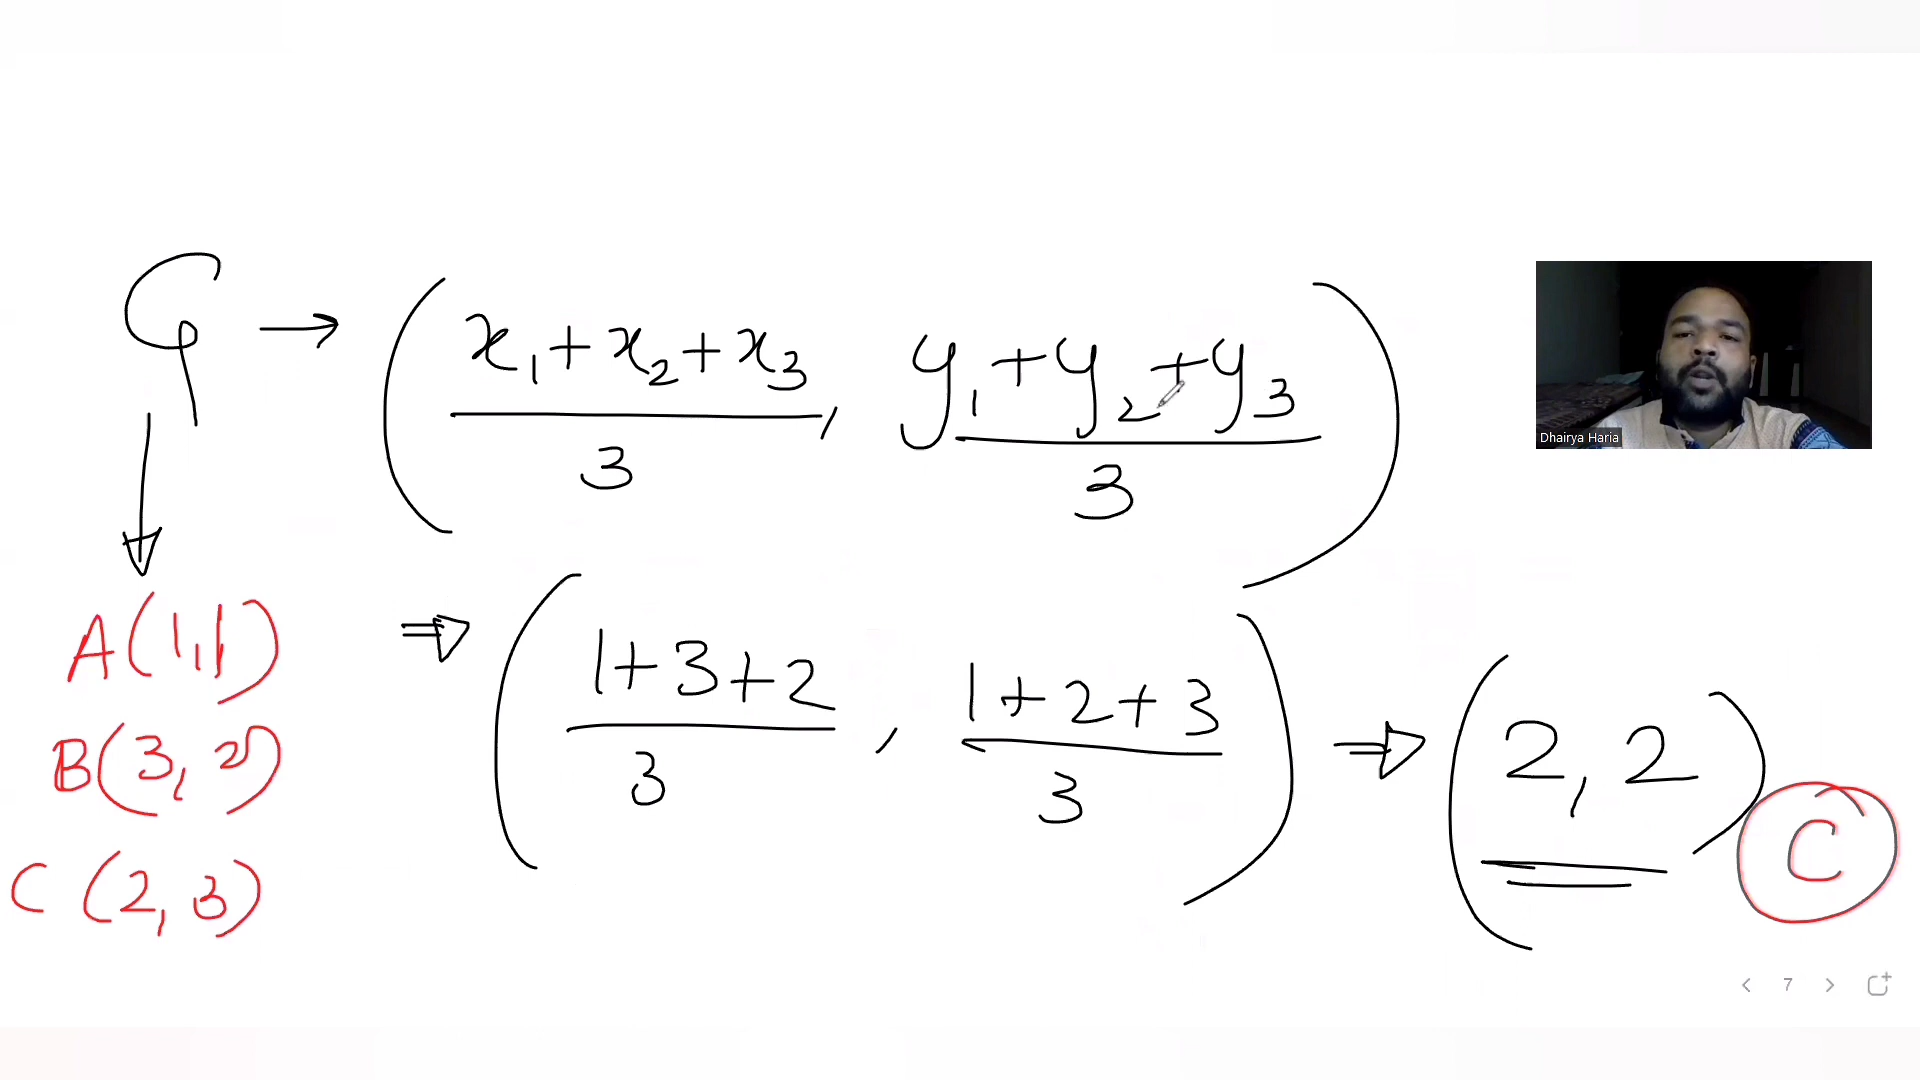 G → ( x₁+x₂+x₃ / 3 , y₁+y₂+y₃ / 3 )
Dhairya Haria
A(1,1)
B(3,2)
C(2,3)
⇒ ( 1+3+2 / 3 , 1+2+3 / 3 ) ⇒ (2,2)
C
7